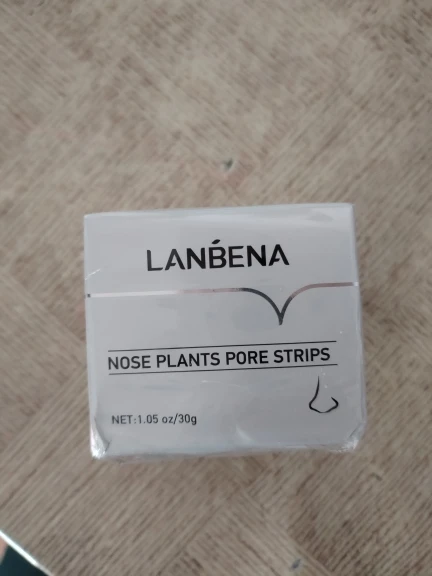 LANBENA
NOSE PLANTS PORE STRIPS
NET:1.05 oz/30g